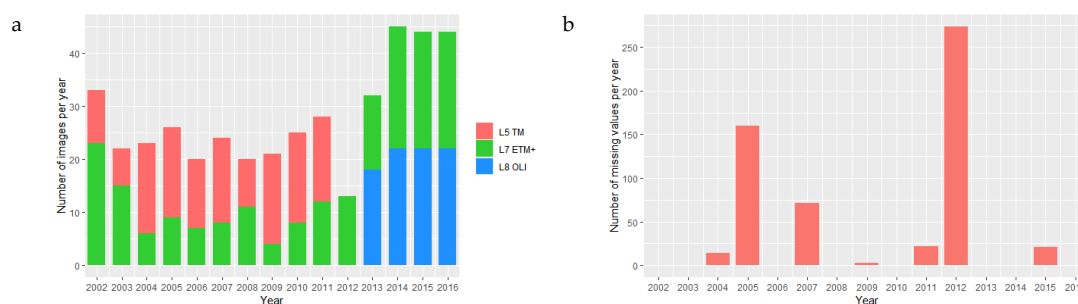 a
Number of images per year
40
30
20
10
0
2002 2003 2004 2005 2006 2007 2008 2009 2010 2011 2012 2013 2014 2015 2016
Year
L5 TM
L7 ETM+
L8 OLI
b
Number of missing values per year
250
200
150
100
50
0
2002 2003 2004 2005 2006 2007 2008 2009 2010 2011 2012 2013 2014 2015 201
Year